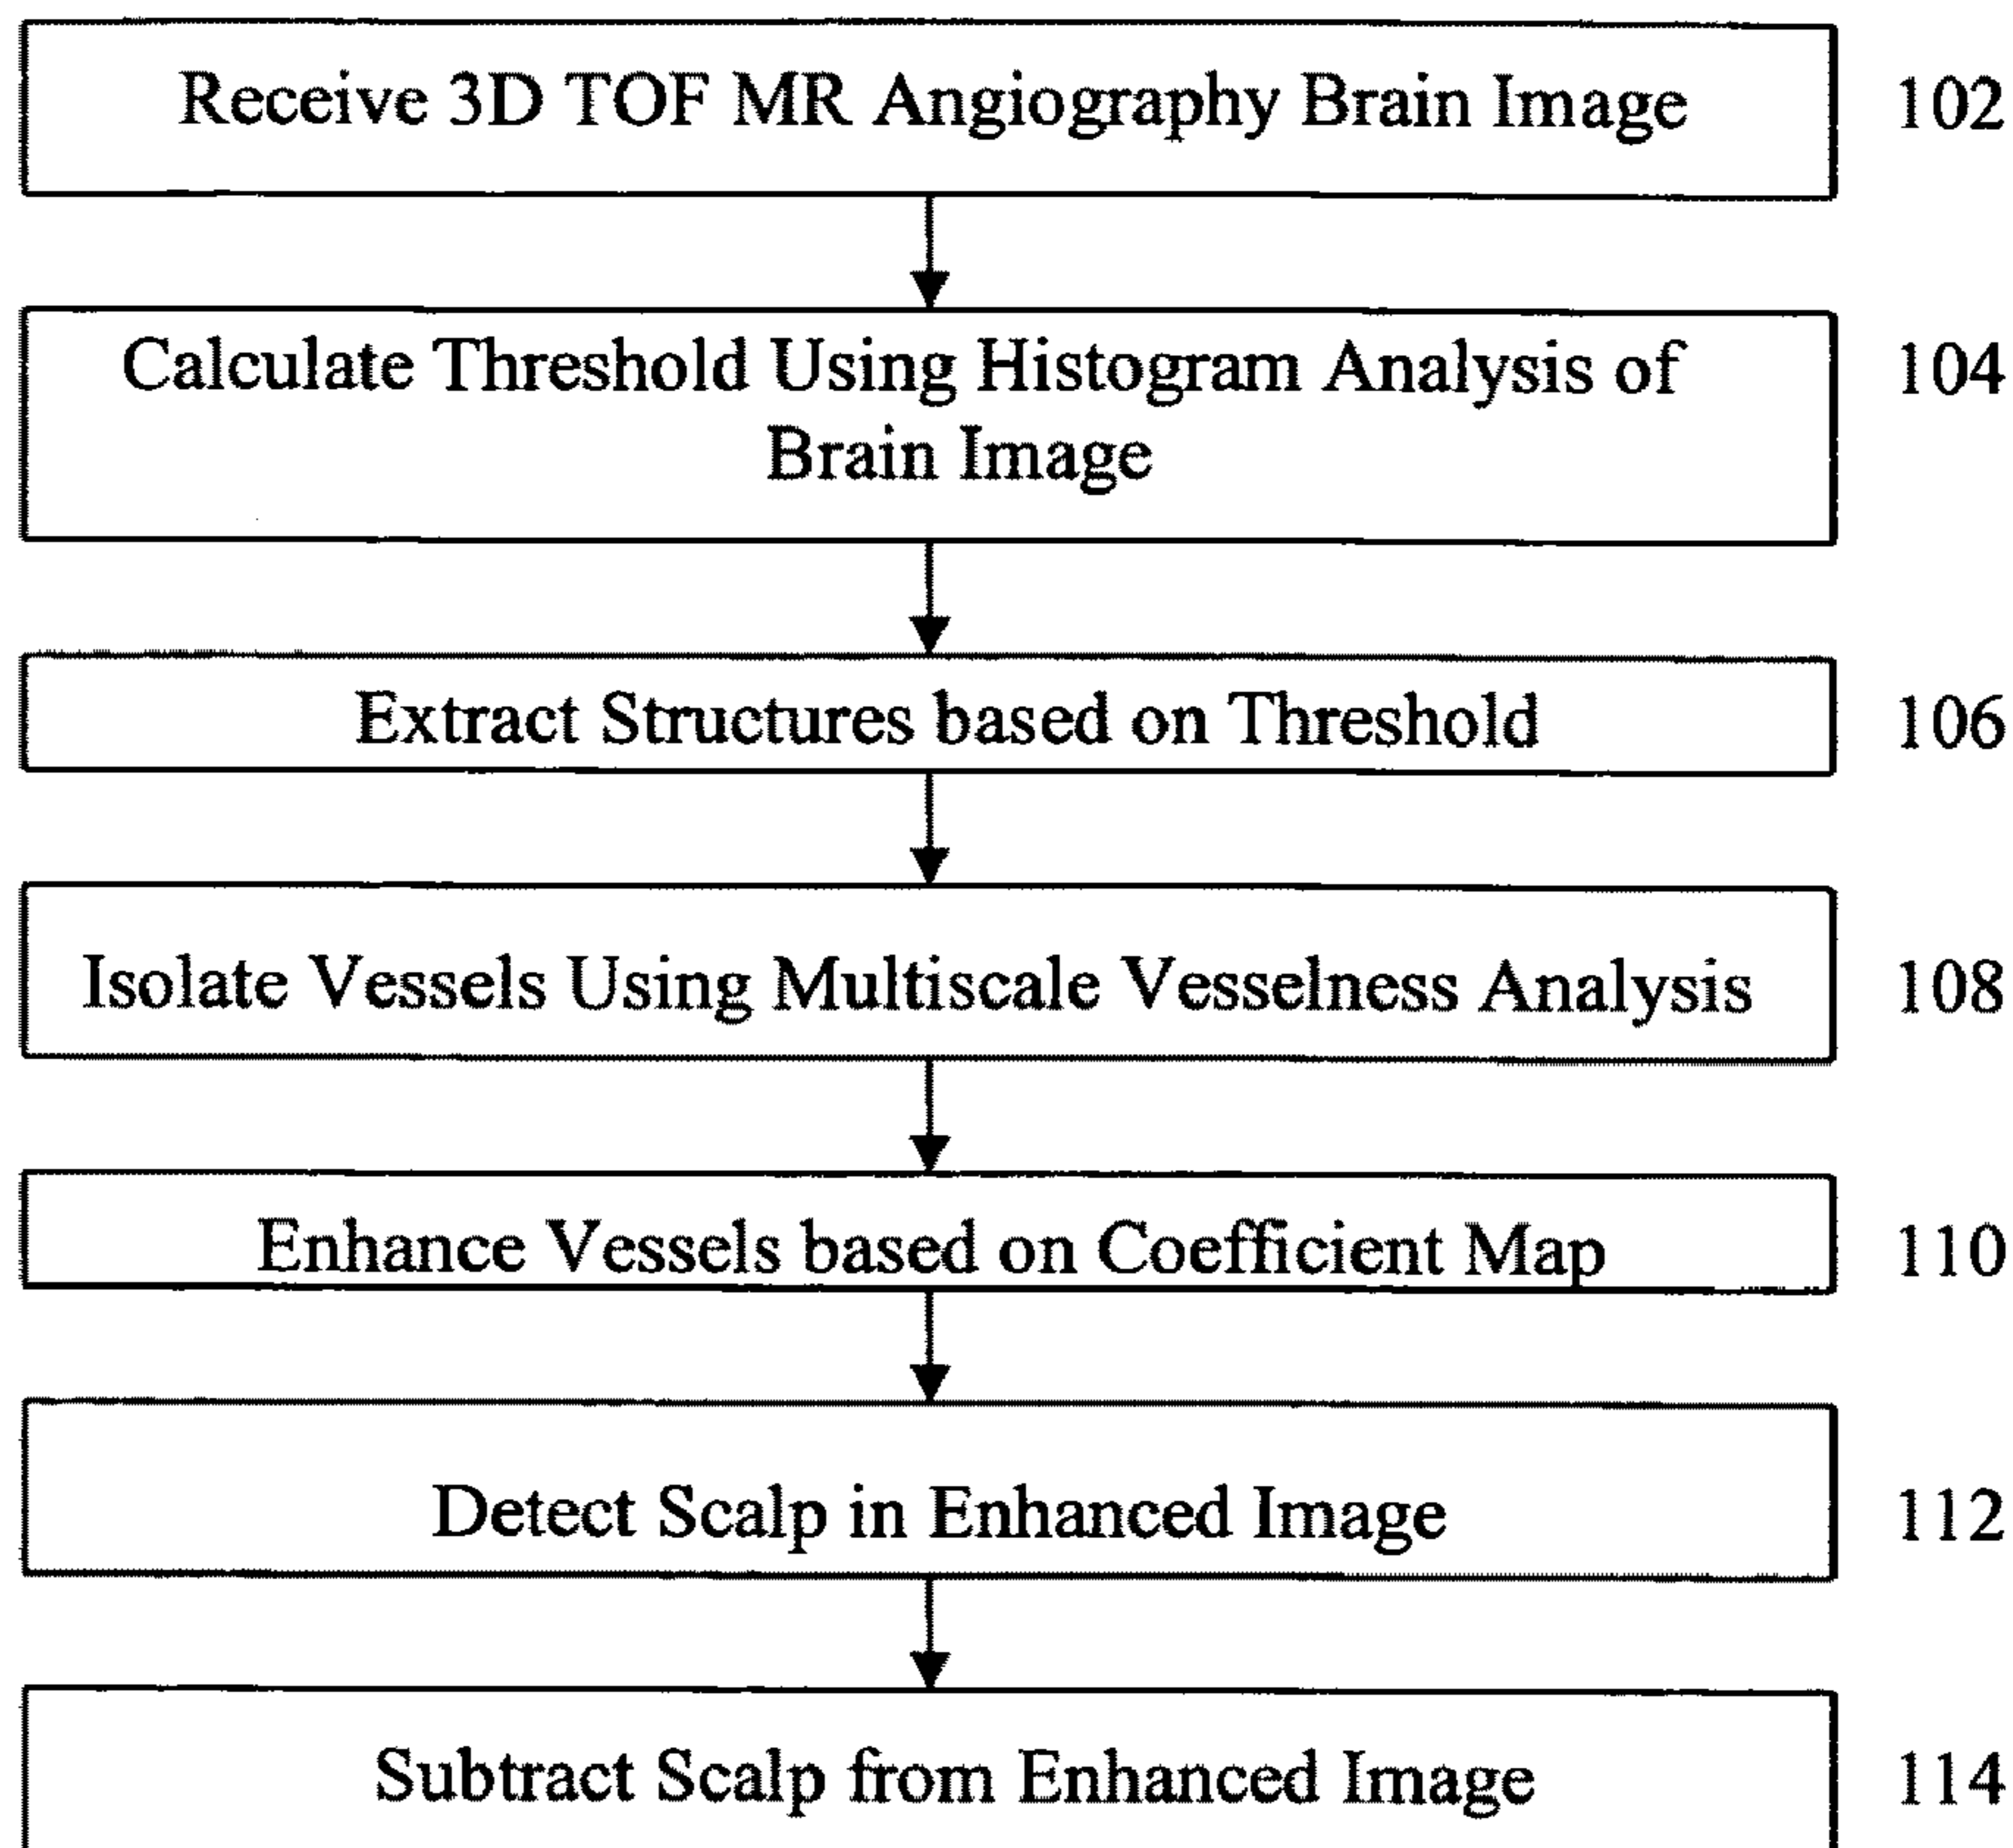 Receive 3D TOF MR Angiography Brain Image 102
Calculate Threshold Using Histogram Analysis of 104
Brain Image
Extract Structures based on Threshold 106
Isolate Vessels Using Multiscale Vesselness Analysis 108
Enhance Vessels based on Coefficient Map 110
Detect Scalp in Enhanced Image 112
Subtract Scalp from Enhanced Image 114